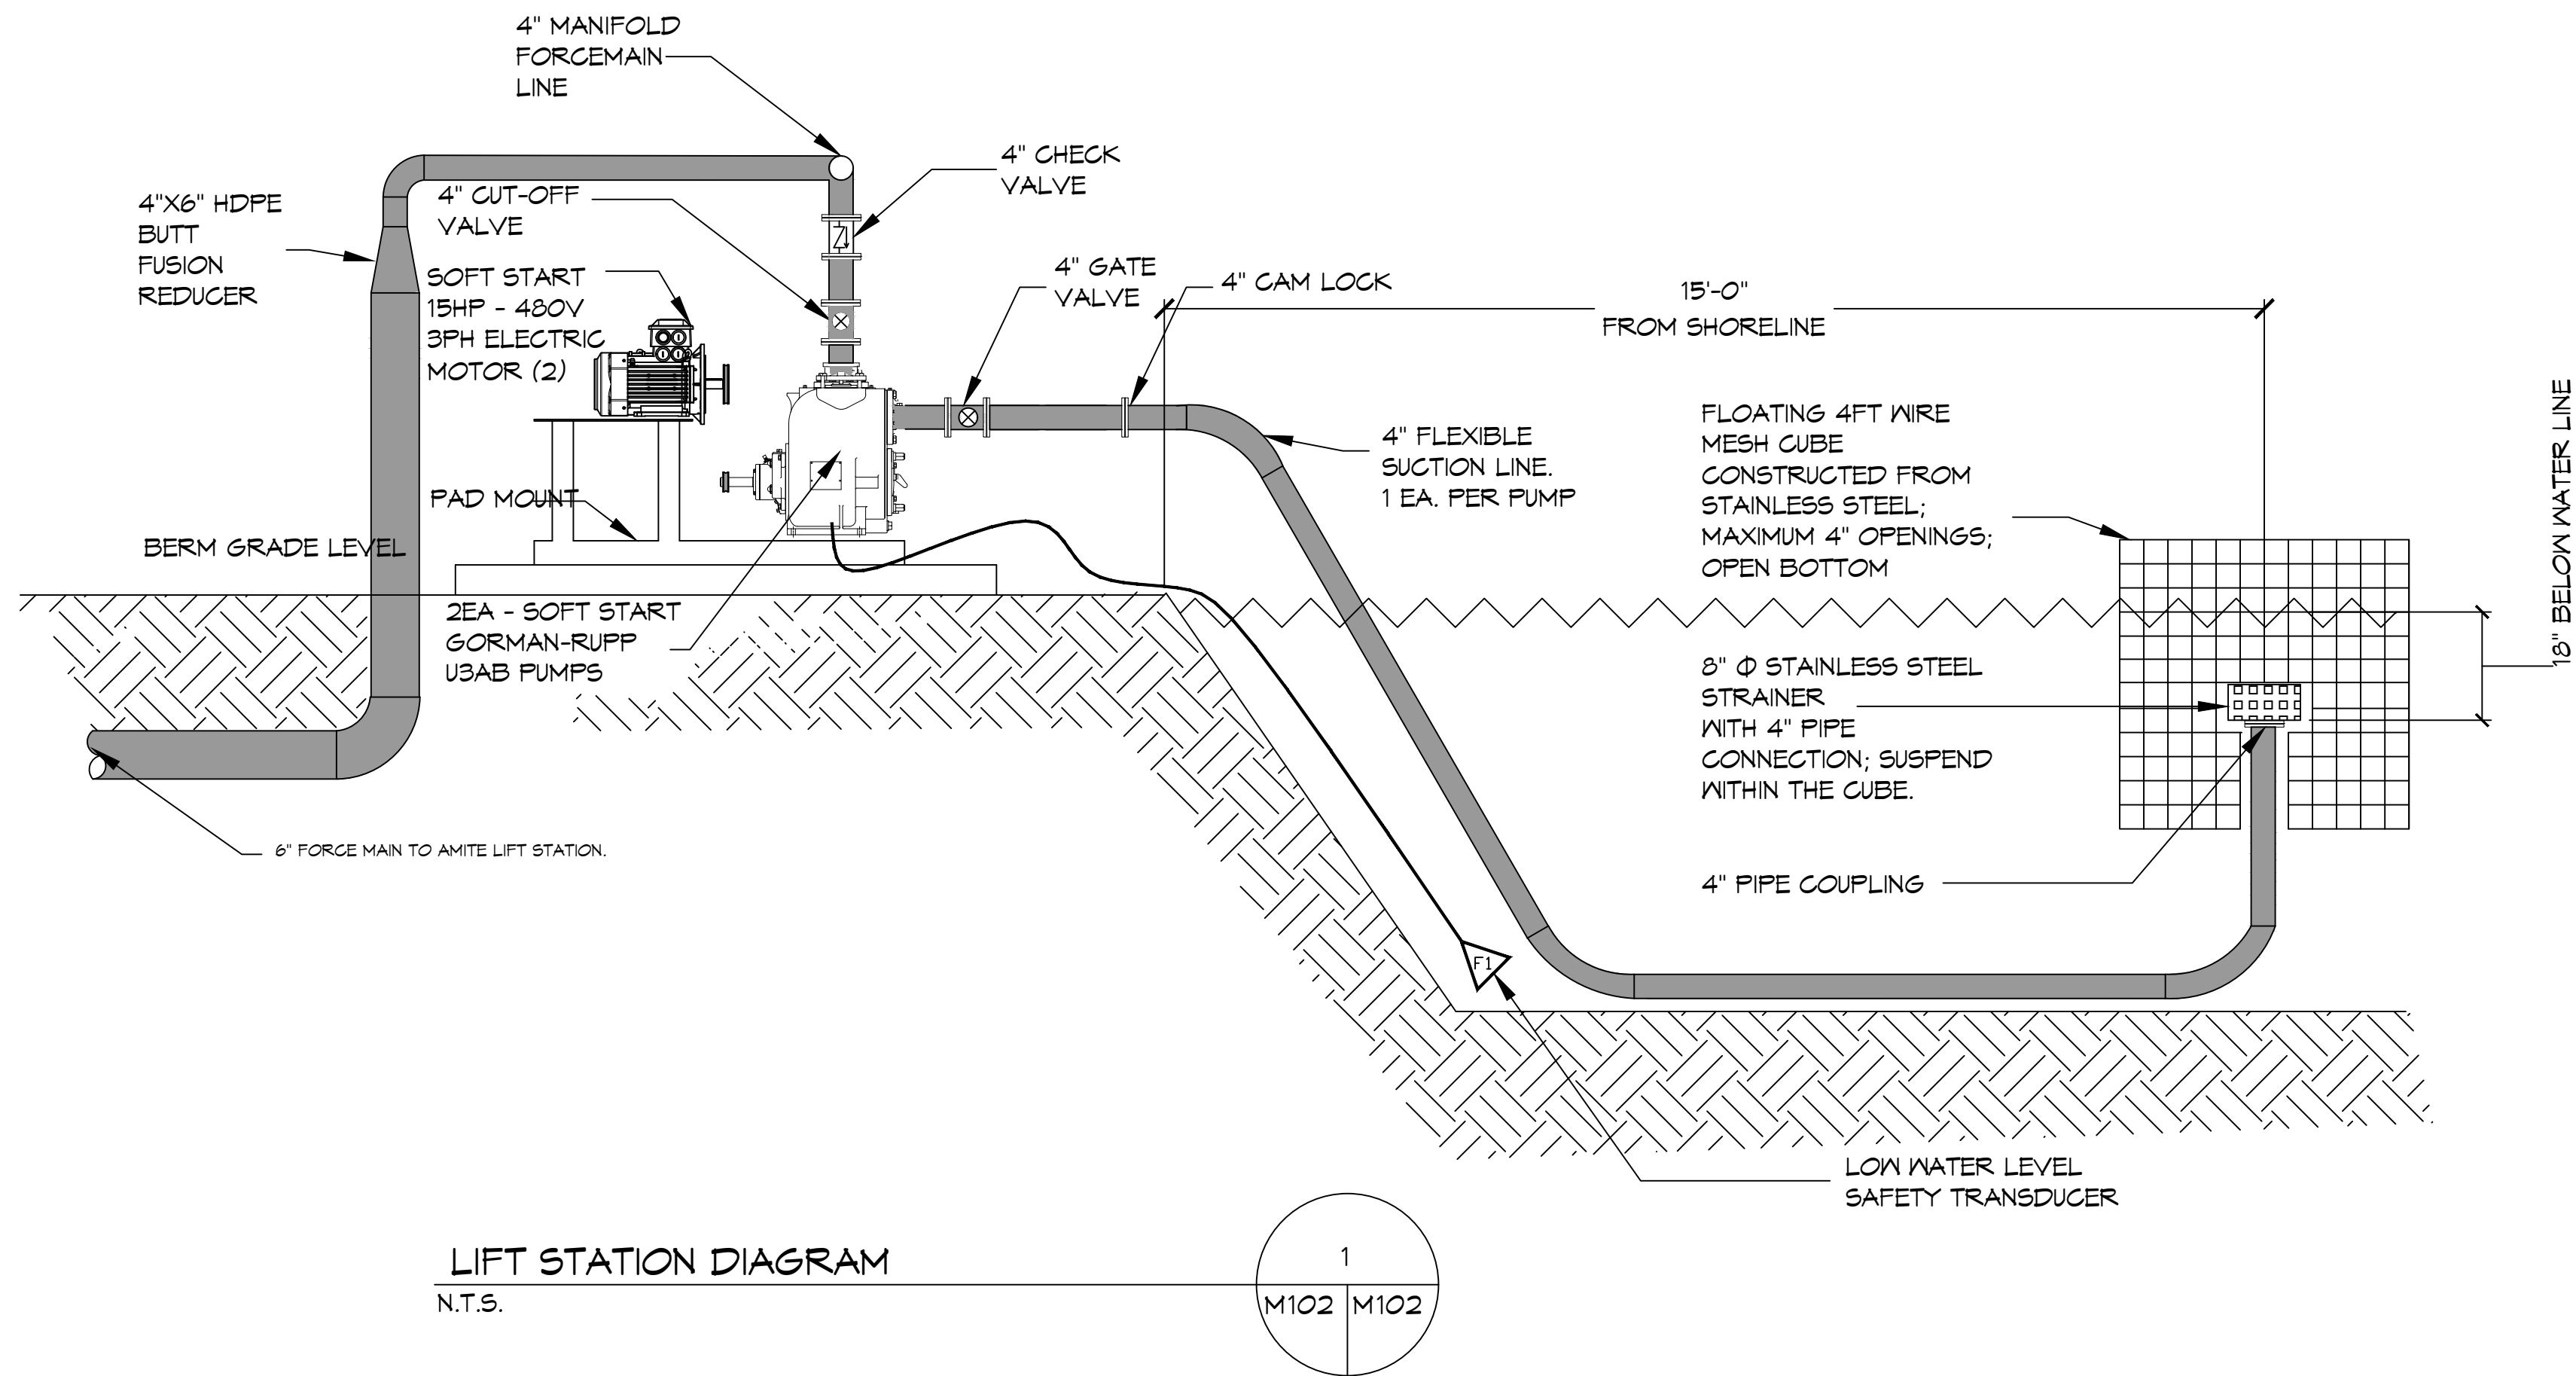 4" MANIFOLD
FORCEMAIN
LINE
4" CHECK
VALVE
4"X6" HDPE
BUTT
FUSION
REDUCER
4" CUT-OFF
VALVE
SOFT START
15HP - 480V
3PH ELECTRIC
MOTOR (2)
4" GATE
VALVE
4" CAM LOCK
15'-0"
FROM SHORELINE
4" FLEXIBLE
SUCTION LINE.
1 EA. PER PUMP
FLOATING 4FT WIRE
MESH CUBE
CONSTRUCTED FROM
STAINLESS STEEL;
MAXIMUM 4" OPENINGS;
OPEN BOTTOM
18" BELOW WATER LINE
PAD MOUNT
BERM GRADE LEVEL
2EA - SOFT START
GORMAN-RUPP
U3AB PUMPS
8" Φ STAINLESS STEEL
STRAINER
WITH 4" PIPE
CONNECTION; SUSPEND
WITHIN THE CUBE.
6" FORCE MAIN TO AMITE LIFT STATION.
4" PIPE COUPLING
F1
LOW WATER LEVEL
SAFETY TRANSDUCER
LIFT STATION DIAGRAM
N.T.S.
1
M102 M102